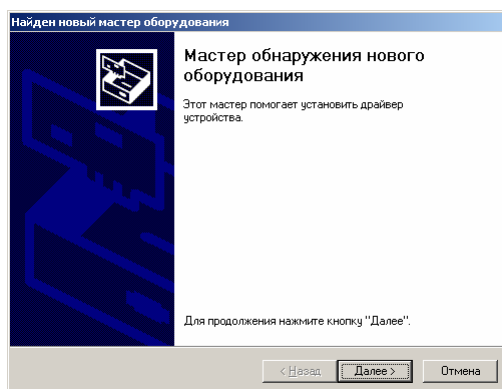 Найден новый мастер оборудования
Мастер обнаружения нового
оборудования
Этот мастер помогает установить драйвер
устройства.
Для продолжения нажмите кнопку "Далее".
< Назад
Далее >
Отмена